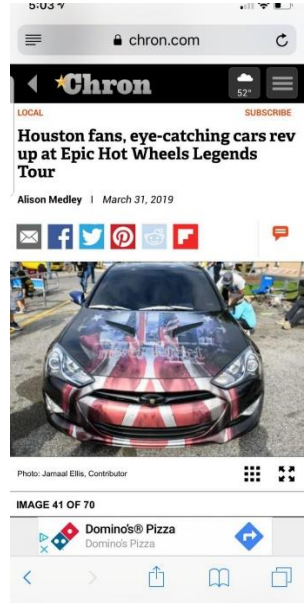 5:03
chron.com
Chron
52°
LOCAL
SUBSCRIBE
Houston fans, eye-catching cars rev
up at Epic Hot Wheels Legends
Tour
Alison Medley | March 31, 2019
Photo: Jamaal Ellis, Contributor
IMAGE 41 OF 70
Domino's® Pizza
Domino's Pizza